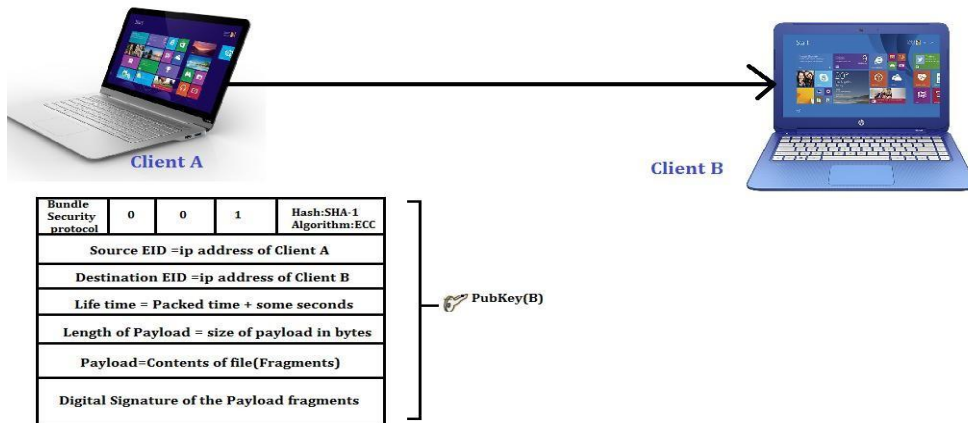 Start
Start
Client A
Client B
Bundle
Security
protocol
0
0
1
Hash:SHA-1
Algorithm:ECC
Source EID =ip address of Client A
Destination EID =ip address of Client B
Life time = Packed time + some seconds
Length of Payload = size of payload in bytes
Payload=Contents of file(Fragments)
Digital Signature of the Payload fragments
PubKey(B)